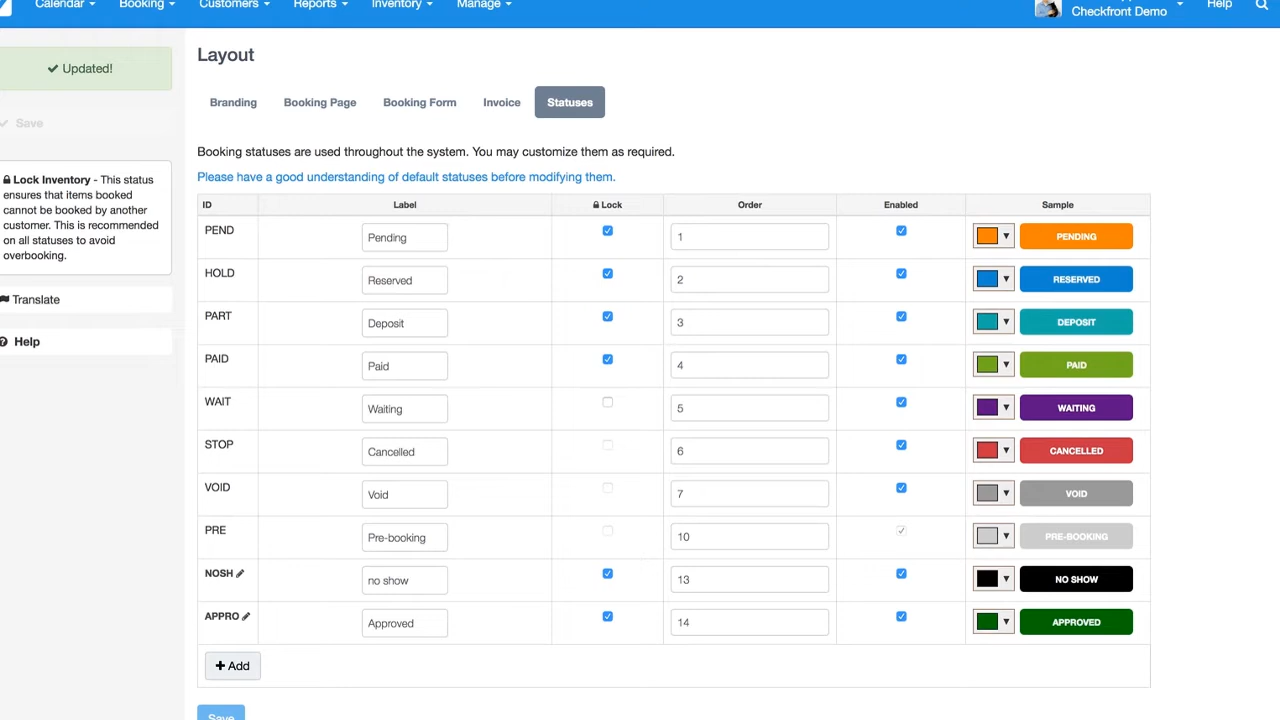 Calendar Booking Customers Reports Inventory Manage Checkfront Demo Help
Updated!
Save
Lock Inventory - This status
ensures that items booked
cannot be booked by another
customer. This is recommended
on all statuses to avoid
overbooking.
Translate
Help
Layout
Branding Booking Page Booking Form Invoice Statuses
Booking statuses are used throughout the system. You may customize them as required.
Please have a good understanding of default statuses before modifying them.
ID Label Lock Order Enabled Sample
PEND Pending 1 PENDING
HOLD Reserved 2 RESERVED
PART Deposit 3 DEPOSIT
PAID Paid 4 PAID
WAIT Waiting 5 WAITING
STOP Cancelled 6 CANCELLED
VOID Void 7 VOID
PRE Pre-booking 10 PRE-BOOKING
NOSH no show 13 NO SHOW
APPRO Approved 14 APPROVED
+ Add
Save